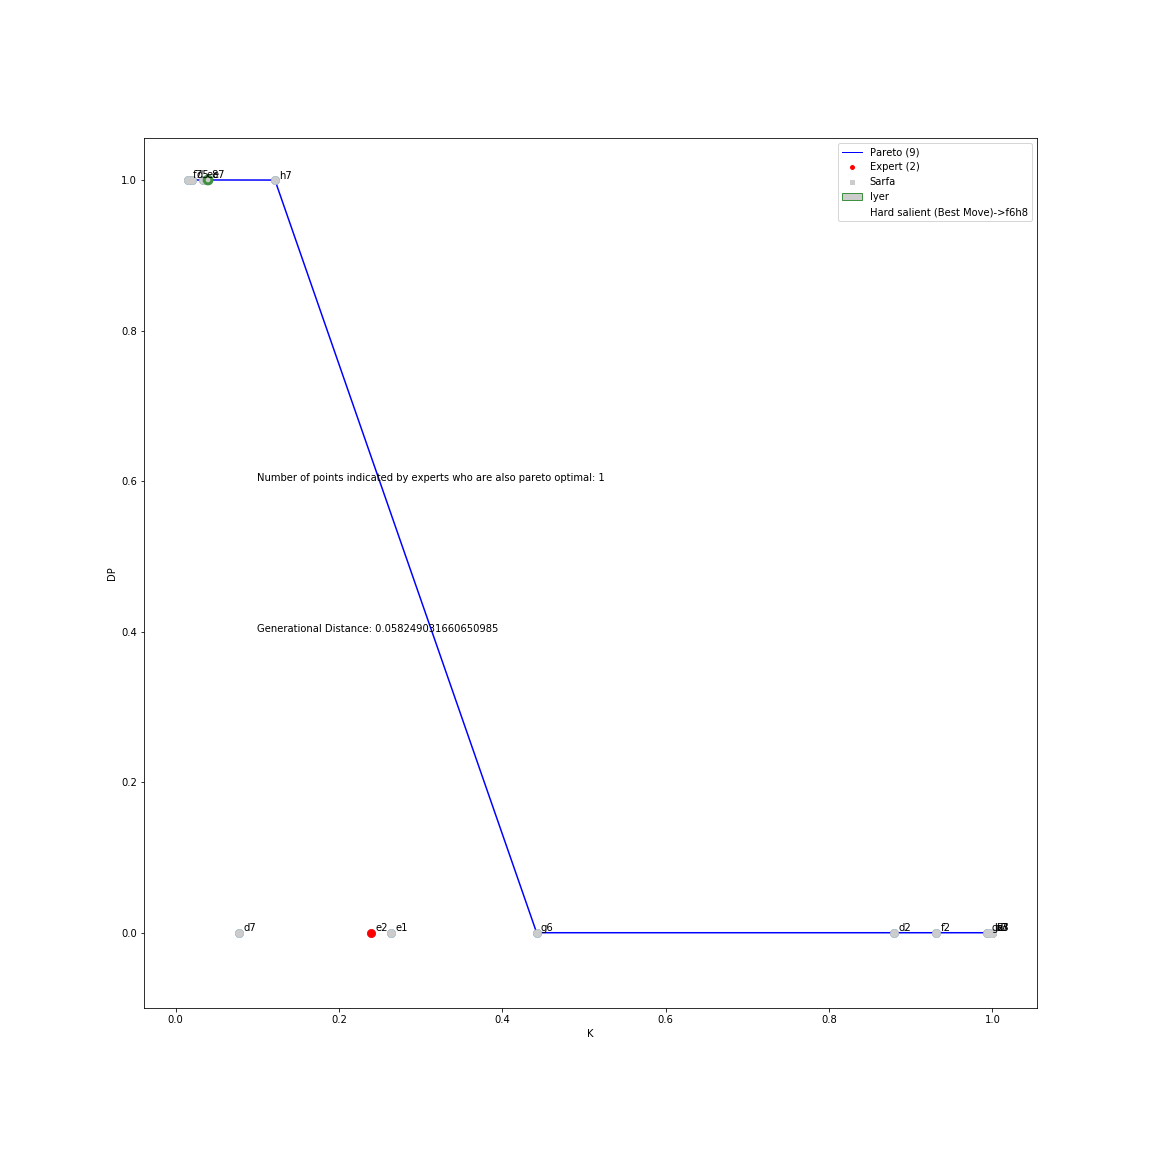 Pareto (9)
Expert (2)
Sarfa
Iyer
Hard salient (Best Move)->f6h8
h7
Number of points indicated by experts who are also pareto optimal: 1
Generational Distance: 0.058249031660650985
d7
e2
e1
g6
d2
f2
1.0
0.8
0.6
0.4
0.2
0.0
DP
0.0
0.2
0.4
0.6
0.8
1.0
K